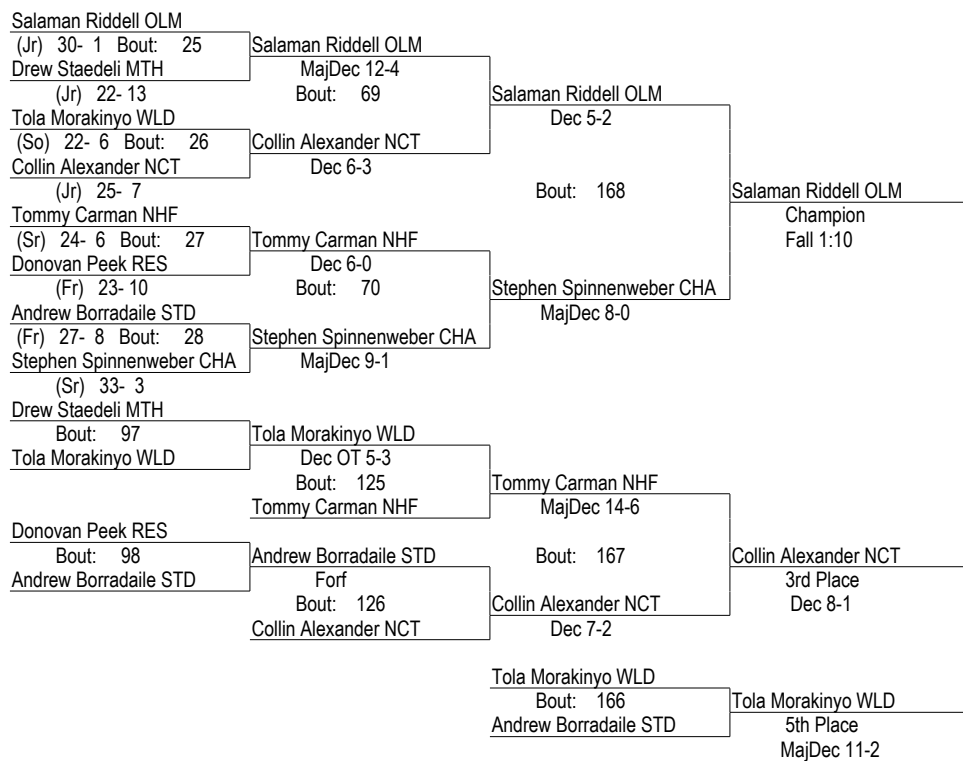 Salaman Riddell OLM
(Jr) 30- 1 Bout: 25
Drew Staedeli MTH
(Jr) 22- 13
Tola Morakinyo WLD
(So) 22- 6 Bout: 26
Collin Alexander NCT
(Jr) 25- 7
Tommy Carman NHF
(Sr) 24- 6 Bout: 27
Donovan Peek RES
(Fr) 23- 10
Andrew Borradaile STD
(Fr) 27- 8 Bout: 28
Stephen Spinnenweber CHA
(Sr) 33- 3
Salaman Riddell OLM
MajDec 12-4
Bout: 69
Collin Alexander NCT
Dec 6-3
Tommy Carman NHF
Dec 6-0
Bout: 70
Stephen Spinnenweber CHA
MajDec 9-1
Salaman Riddell OLM
Dec 5-2
Bout: 168
Stephen Spinnenweber CHA
MajDec 8-0
Salaman Riddell OLM
Champion
Fall 1:10
Drew Staedeli MTH
Bout: 97
Tola Morakinyo WLD
Donovan Peek RES
Bout: 98
Andrew Borradaile STD
Tola Morakinyo WLD
Dec OT 5-3
Bout: 125
Tommy Carman NHF
Andrew Borradaile STD
Forf
Bout: 126
Collin Alexander NCT
Tommy Carman NHF
MajDec 14-6
Bout: 167
Collin Alexander NCT
Dec 7-2
Collin Alexander NCT
3rd Place
Dec 8-1
Tola Morakinyo WLD
Bout: 166
Andrew Borradaile STD
Tola Morakinyo WLD
5th Place
MajDec 11-2